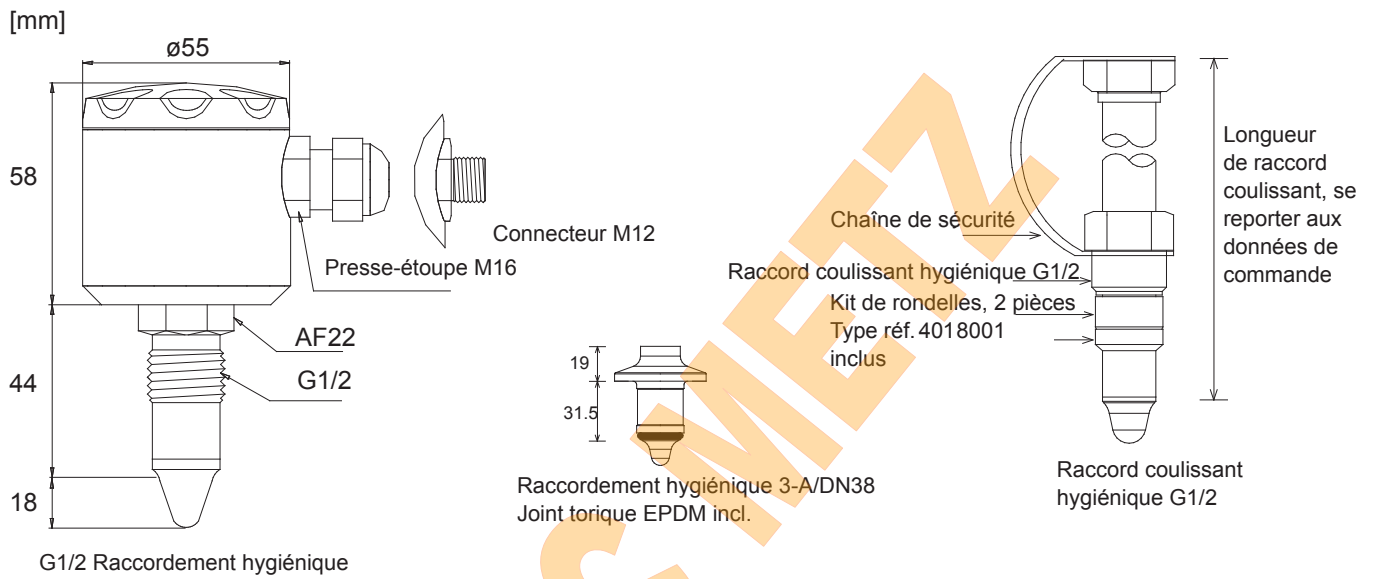 [mm]
ø55
58
Presse-étoupe M16
Connecteur M12
AF22
G1/2
44
18
G1/2 Raccordement hygiénique
19
31.5
Raccordement hygiénique 3-A/DN38
Joint torique EPDM incl.
Chaîne de sécurité
Raccord coulissant hygiénique G1/2
Kit de rondelles, 2 pièces
Type réf. 4018001
inclus
Longueur
de raccord
coulissant, se
reporter aux
données de
commande
Raccord coulissant
hygiénique G1/2
C METZ